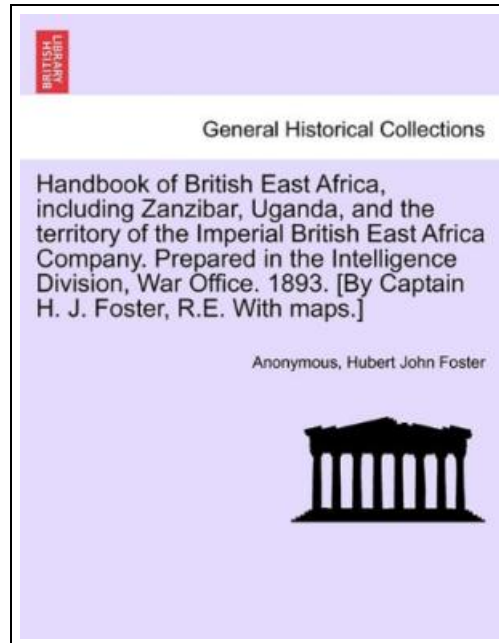 BRITISH
LIBRARY
General Historical Collections
Handbook of British East Africa,
including Zanzibar, Uganda, and the
territory of the Imperial British East Africa
Company. Prepared in the Intelligence
Division, War Office. 1893. [By Captain
H. J. Foster, R.E. With maps.]
Anonymous, Hubert John Foster